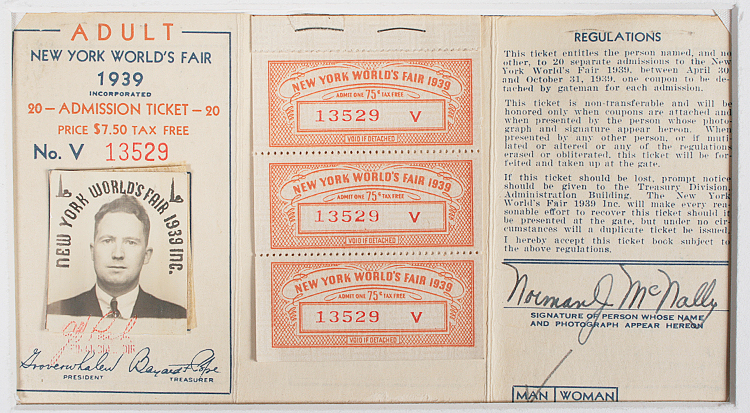 ADULT
NEW YORK WORLD'S FAIR
1939
INCORPORATED
20 — ADMISSION TICKET — 20
PRICE $7.50 TAX FREE
No. V 13529
NEW YORK WORLD'S FAIR 1939 INC.
Grover Whalen
PRESIDENT
Bayard F. Pope
TREASURER
NEW YORK WORLD'S FAIR 1939
ADMIT ONE 75¢ TAX FREE
13529 V
VOID IF DETACHED
NEW YORK WORLD'S FAIR 1939
ADMIT ONE 75¢ TAX FREE
13529 V
VOID IF DETACHED
NEW YORK WORLD'S FAIR 1939
ADMIT ONE 75¢ TAX FREE
13529 V
VOID IF DETACHED
REGULATIONS
This ticket entitles the person named, and no
other, to 20 separate admissions to the New
York World's Fair 1939, between April 30
and October 31, 1939, one coupon to be de-
tached by gateman for each admission.
This ticket is non-transferable and will be
honored only when coupons are attached and
when presented by the person whose photo-
graph and signature appear hereon. When
presented by any other person, or if muti-
lated or altered or any of the regulations
erased or obliterated, this ticket will be for-
feited and taken up at the gate.
If this ticket should be lost, prompt notice
should be given to the Treasury Division,
Administration Building. The New York
World's Fair 1939 Inc. will make every rea-
sonable effort to recover this ticket should it
be presented at the gate, but under no cir-
cumstances will a duplicate ticket be issued.
I hereby accept this ticket book subject to
the above regulations.
Norman J. McNally
SIGNATURE OF PERSON WHOSE NAME
AND PHOTOGRAPH APPEAR HEREON
MAN WOMAN